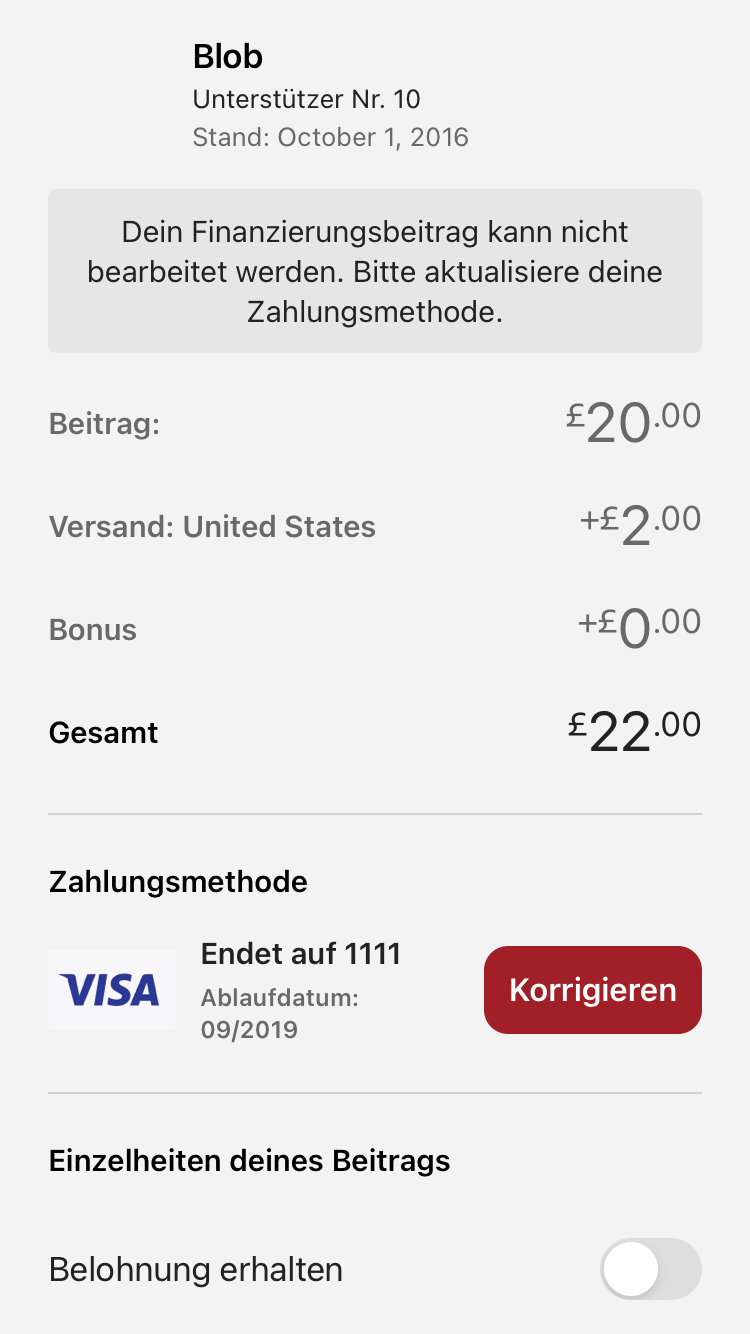 Blob
Unterstützer Nr. 10
Stand: October 1, 2016
Dein Finanzierungsbeitrag kann nicht
bearbeitet werden. Bitte aktualisiere deine
Zahlungsmethode.
Beitrag: £20.00
Versand: United States +£2.00
Bonus +£0.00
Gesamt £22.00
Zahlungsmethode
VISA
Endet auf 1111
Ablaufdatum:
09/2019
Korrigieren
Einzelheiten deines Beitrags
Belohnung erhalten